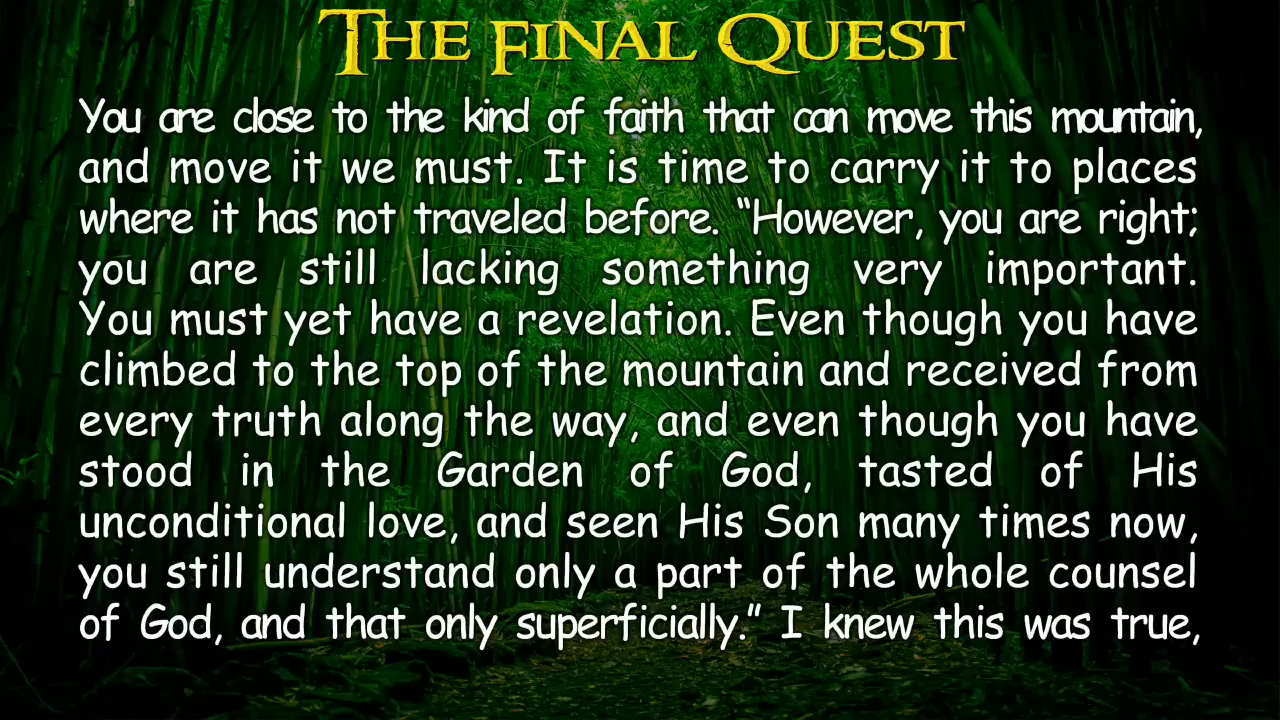 The Final Quest
You are close to the kind of faith that can move this mountain,
and move it we must. It is time to carry it to places
where it has not traveled before. “However, you are right;
you are still lacking something very important.
You must yet have a revelation. Even though you have
climbed to the top of the mountain and received from
every truth along the way, and even though you have
stood in the Garden of God, tasted of His
unconditional love, and seen His Son many times now,
you still understand only a part of the whole counsel
of God, and that only superficially.” I knew this was true,